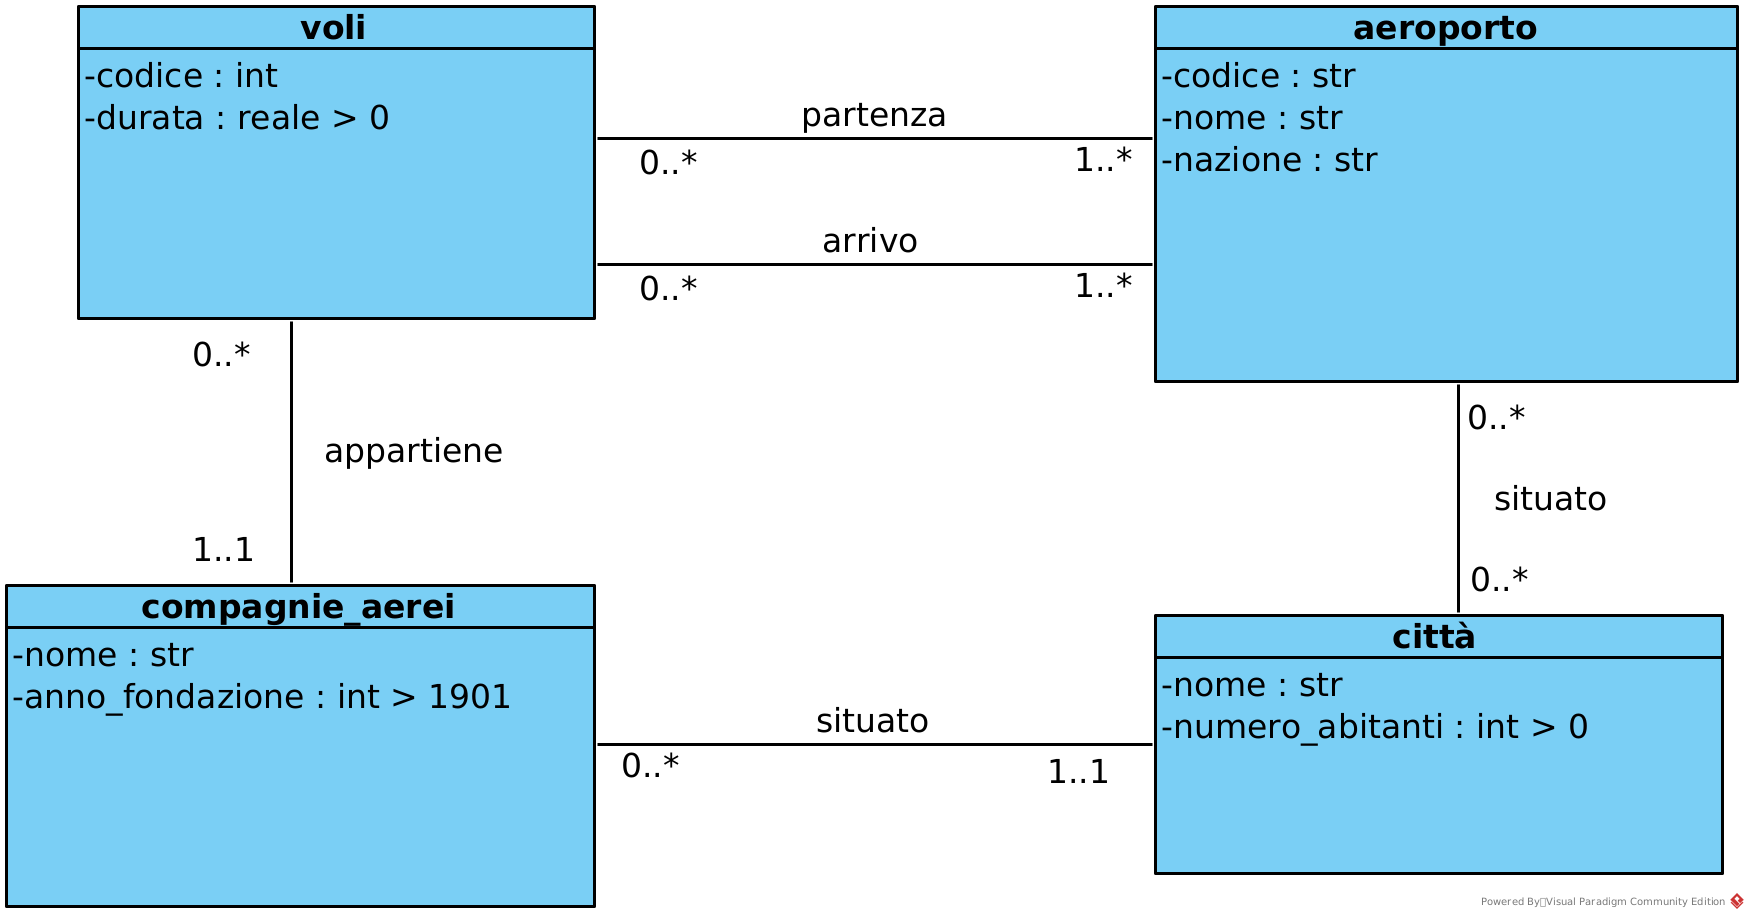 voli
-codice : int
-durata : reale > 0
aeroporto
-codice : str
-nome : str
-nazione : str
partenza
0..*
1..*
arrivo
0..*
1..*
0..*
appartiene
1..1
0..*
situato
0..*
compagnie_aerei
-nome : str
-anno_fondazione : int > 1901
situato
0..*
1..1
città
-nome : str
-numero_abitanti : int > 0
Powered By▯Visual Paradigm Community Edition